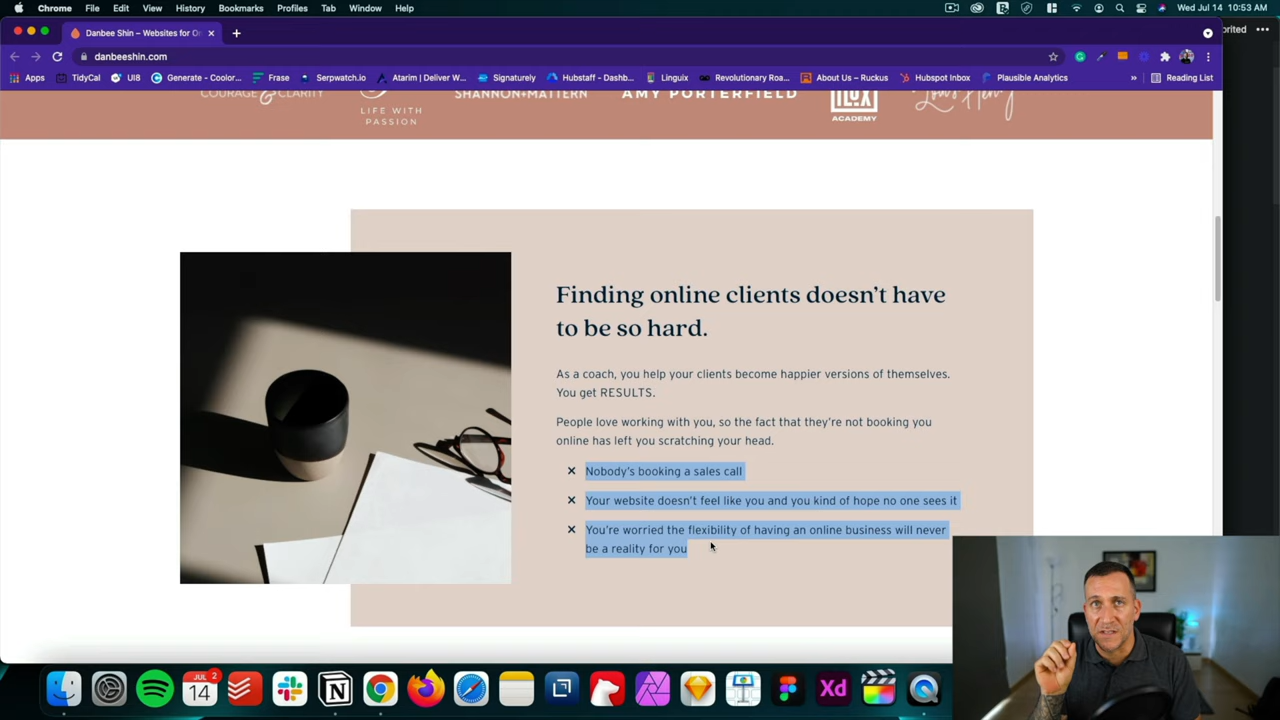 Chrome File Edit View History Bookmarks Profiles Tab Window Help Wed Jul 14 10:53 AM
Danbee Shin – Websites for On
danbeeshin.com
Apps TidyCal UI8 Generate - Coolor... Frase Serpwatch.io Atarim | Deliver W... Signaturely Hubstaff - Dashb... Linguix Revolutionary Roa... About Us – Ruckus Hubspot Inbox Plausible Analytics » Reading List
COURAGE & CLARITY
LIFE WITH
PASSION
SHANNON+MATTERN
AMY PORTERFIELD
ACADEMY
Finding online clients doesn't have
to be so hard.
As a coach, you help your clients become happier versions of themselves.
You get RESULTS.
People love working with you, so the fact that they're not booking you
online has left you scratching your head.
× Nobody's booking a sales call
× Your website doesn't feel like you and you kind of hope no one sees it
× You're worried the flexibility of having an online business will never
be a reality for you
JUL 2
14
N
Xd